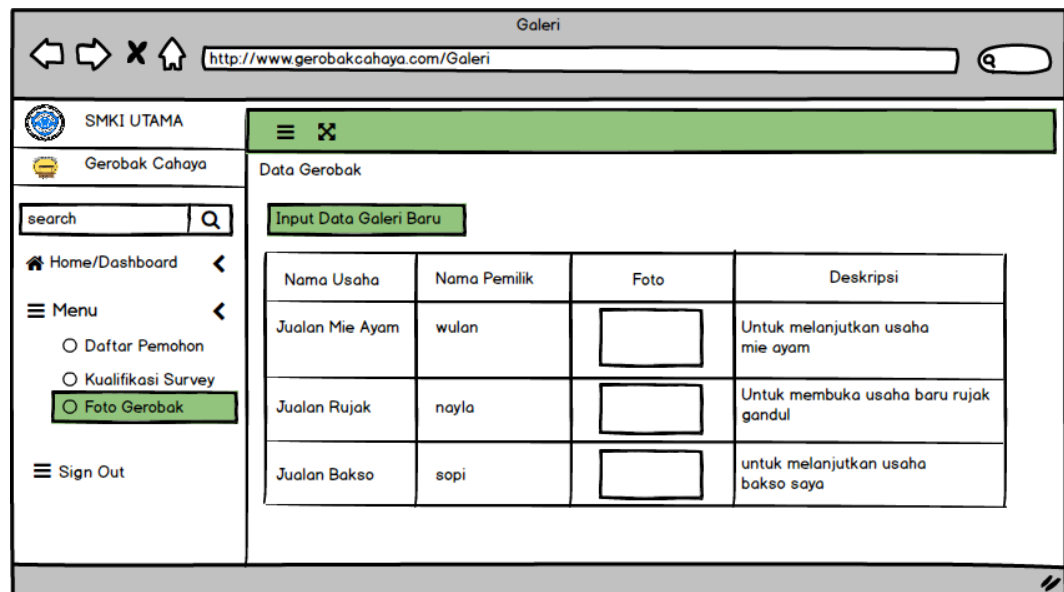 Galeri
http://www.gerobakcahaya.com/Galeri
SMKI UTAMA
Gerobak Cahaya
search
Home/Dashboard
Menu
Daftar Pemohon
Kualifikasi Survey
Foto Gerobak
Sign Out
Data Gerobak
Input Data Galeri Baru
Nama Usaha Nama Pemilik Foto Deskripsi
Jualan Mie Ayam wulan Untuk melanjutkan usaha
mie ayam
Jualan Rujak nayla Untuk membuka usaha baru rujak
gandul
Jualan Bakso sopi untuk melanjutkan usaha
bakso saya